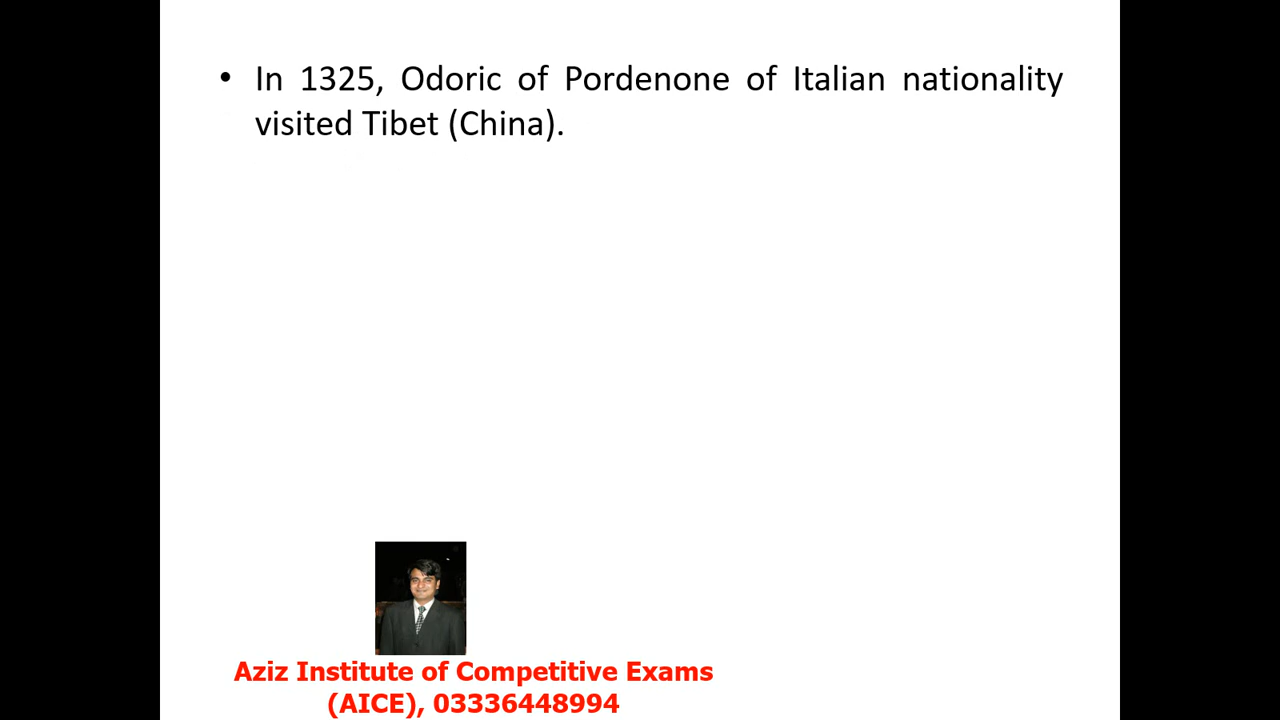 • In 1325, Odoric of Pordenone of Italian nationality
visited Tibet (China).
Aziz Institute of Competitive Exams
(AICE), 03336448994